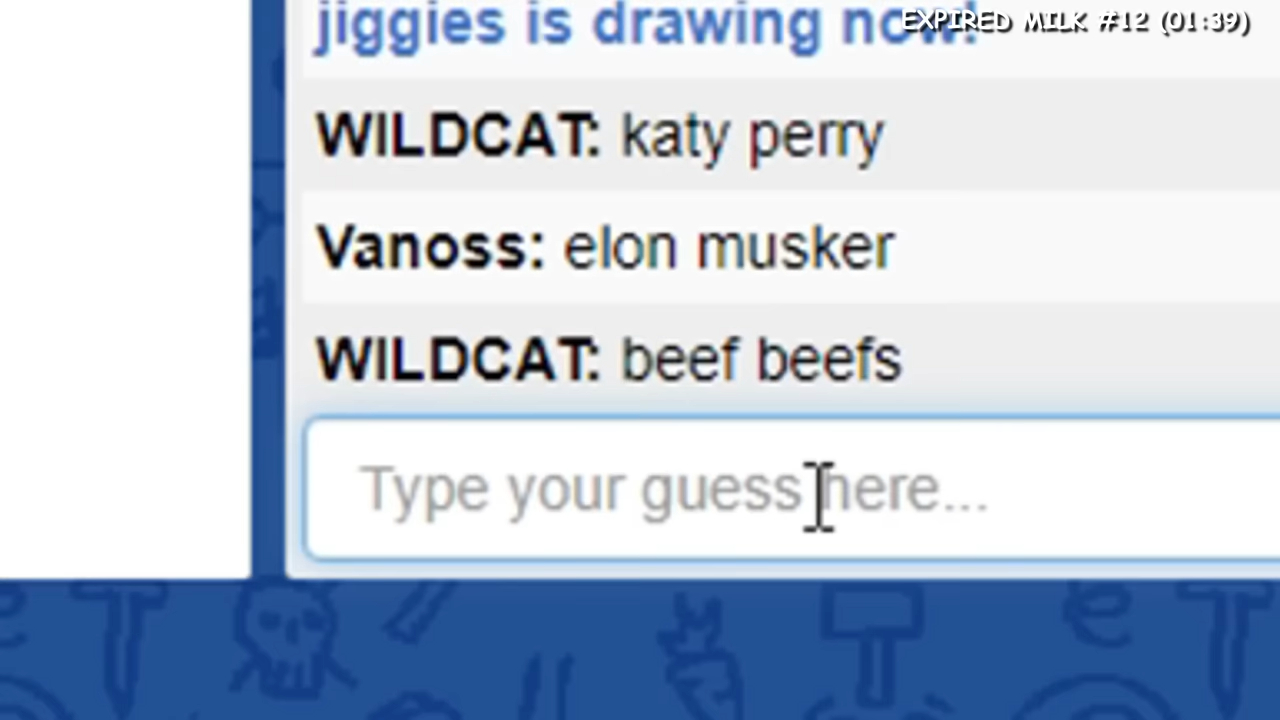 EXPIRED MILK #12 (01:39)
jiggies is drawing now!
WILDCAT: katy perry
Vanoss: elon musker
WILDCAT: beef beefs
Type your guess here...